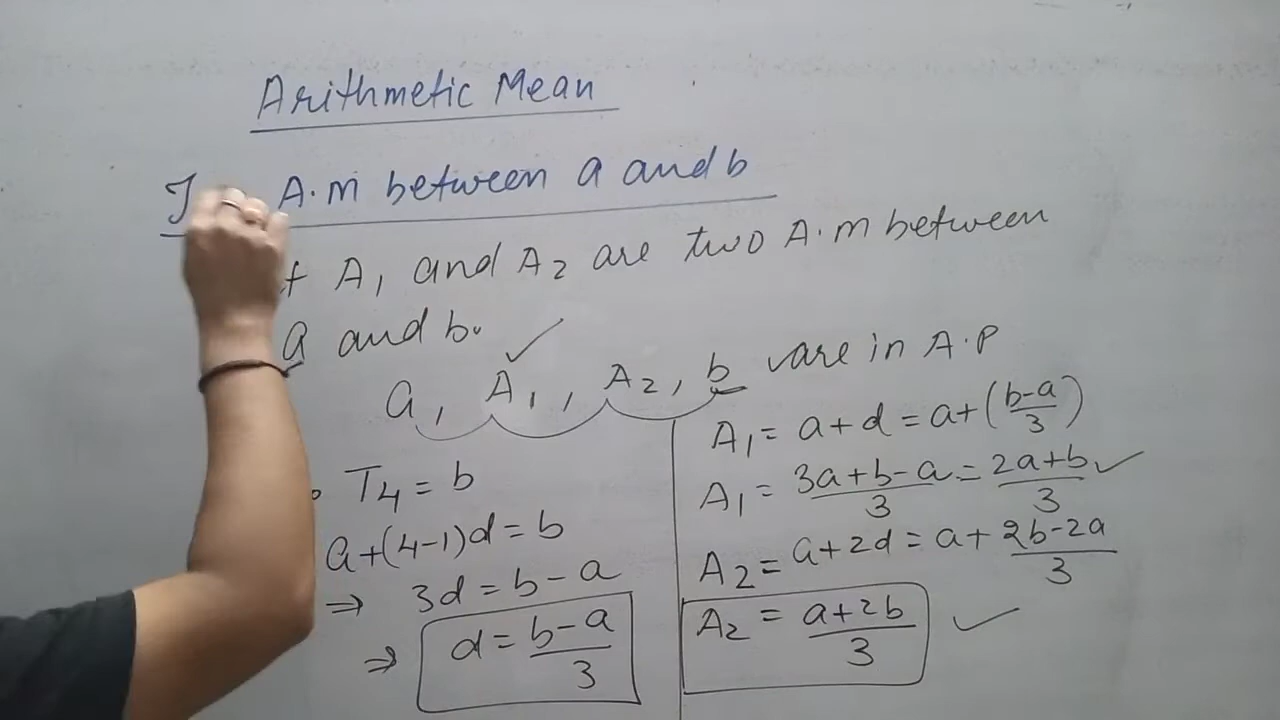 Arithmetic Mean
A.M between a and b
A₁ and A₂ are two A.M between
a and b.
a, A₁, A₂, b are in A.P
T₄ = b
a+(4-1)d = b
⇒ 3d = b-a
⇒ d = (b-a)/3
A₁ = a+d = a+((b-a)/3)
A₁ = (3a+b-a)/3 = (2a+b)/3 ✓
A₂ = a+2d = a+(2b-2a)/3
A₂ = (a+2b)/3 ✓